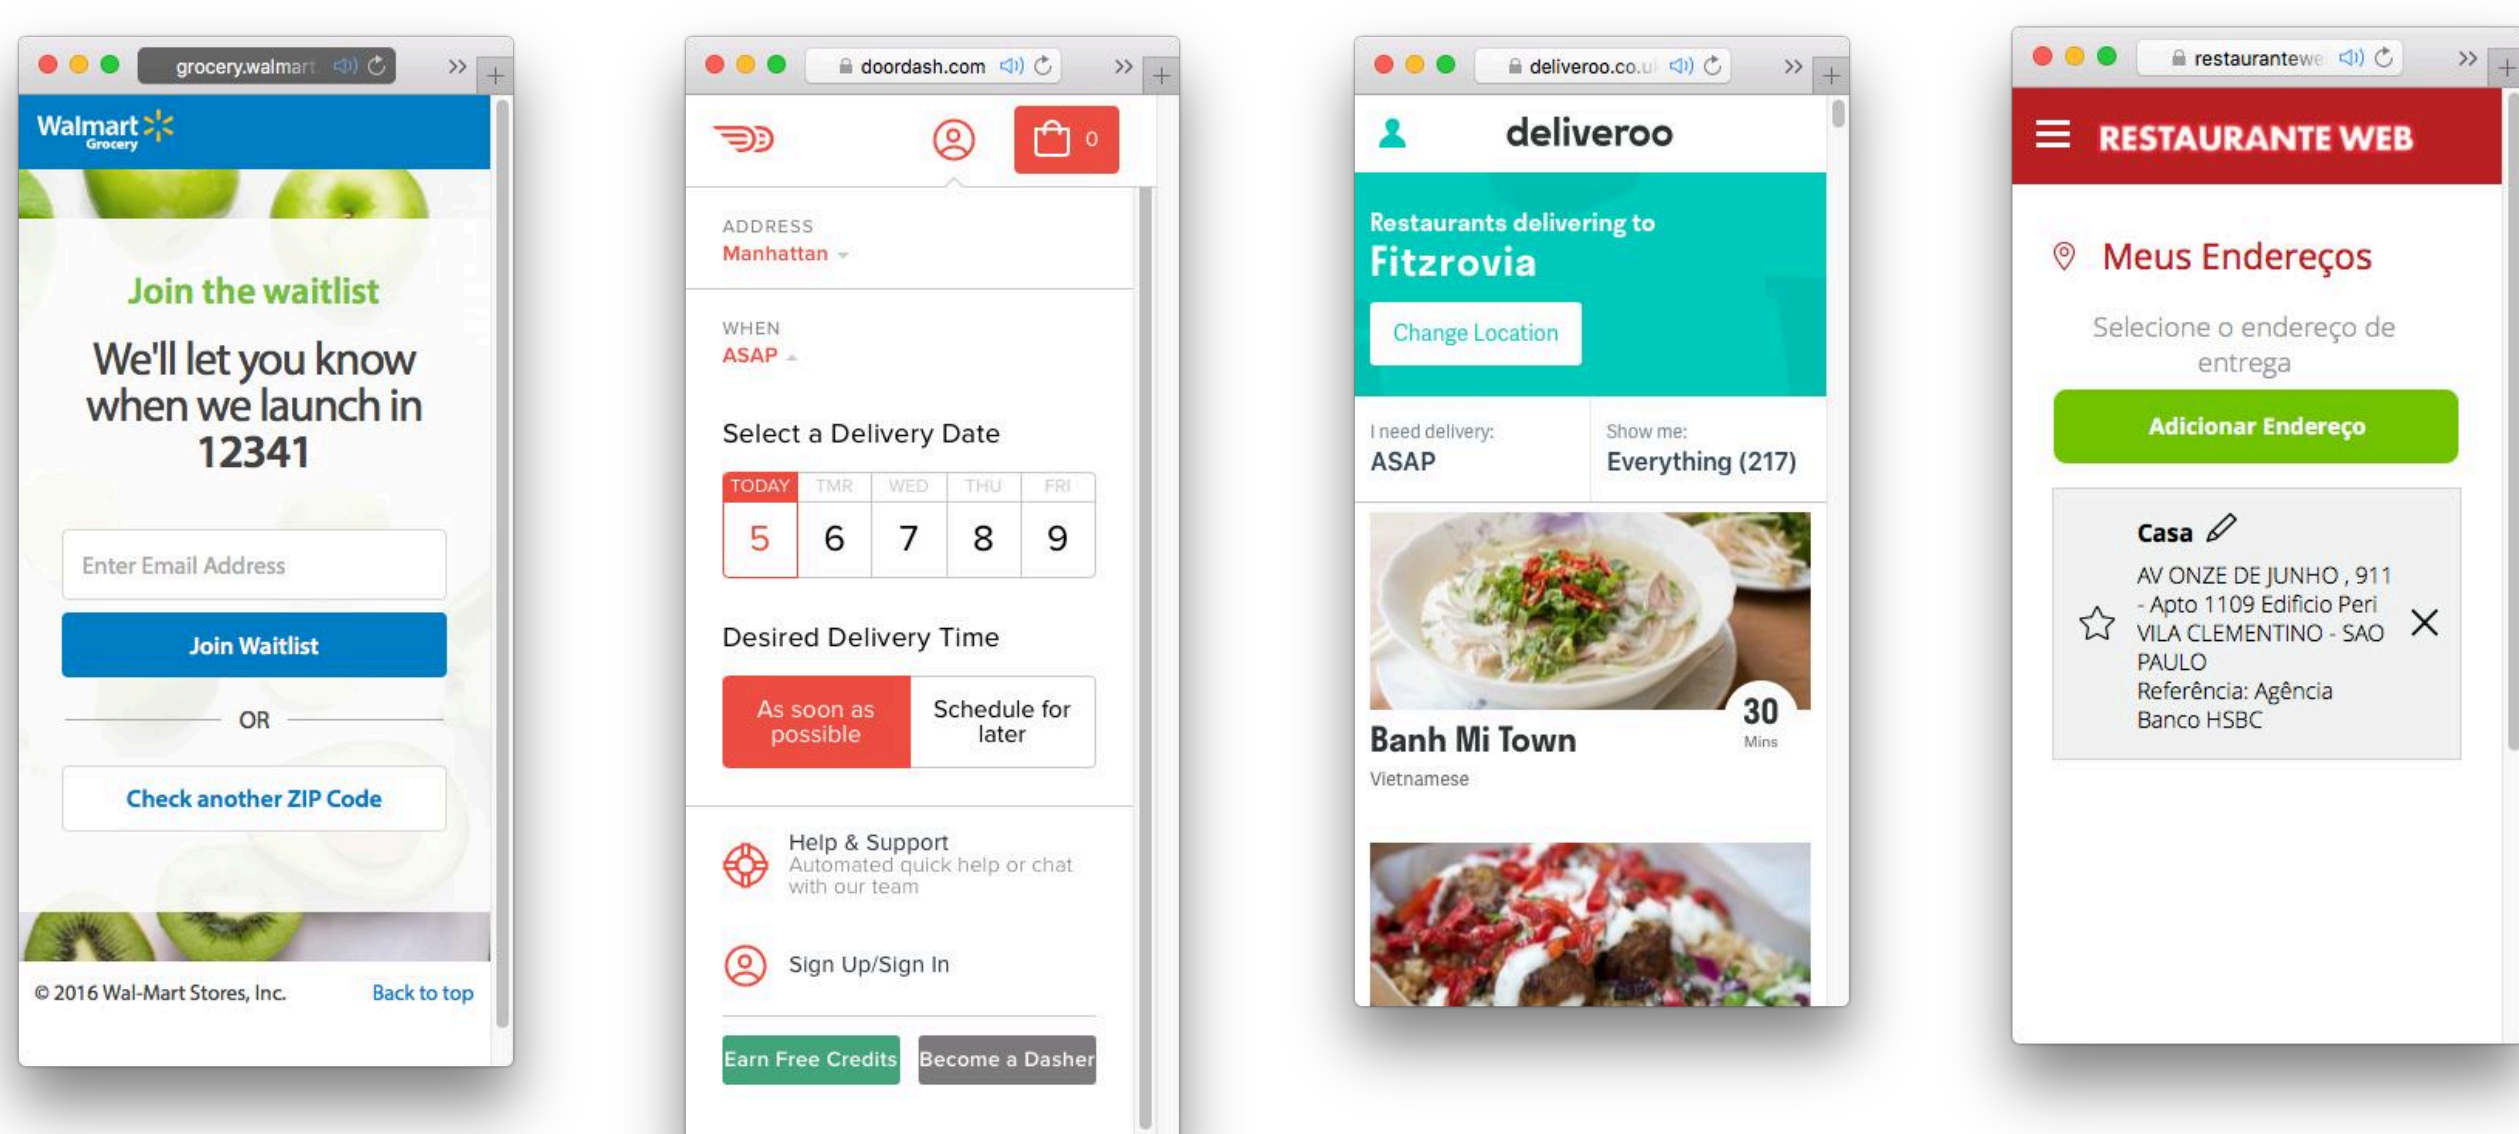 grocery.walmart
Walmart
Grocery
Join the waitlist
We'll let you know
when we launch in
12341
Enter Email Address
Join Waitlist
OR
Check another ZIP Code
© 2016 Wal-Mart Stores, Inc.
Back to top
doordash.com
0
ADDRESS
Manhattan
WHEN
ASAP
Select a Delivery Date
TODAY TMR WED THU FRI
5 6 7 8 9
Desired Delivery Time
As soon as
possible
Schedule for
later
Help & Support
Automated quick help or chat
with our team
Sign Up/Sign In
Earn Free Credits
Become a Dasher
deliveroo.co.u
deliveroo
Restaurants delivering to
Fitzrovia
Change Location
I need delivery:
ASAP
Show me:
Everything (217)
30
Mins
Banh Mi Town
Vietnamese
restaurantewe
RESTAURANTE WEB
Meus Endereços
Selecione o endereço de
entrega
Adicionar Endereço
Casa
AV ONZE DE JUNHO , 911
- Apto 1109 Edificio Peri
VILA CLEMENTINO - SAO
PAULO
Referência: Agência
Banco HSBC